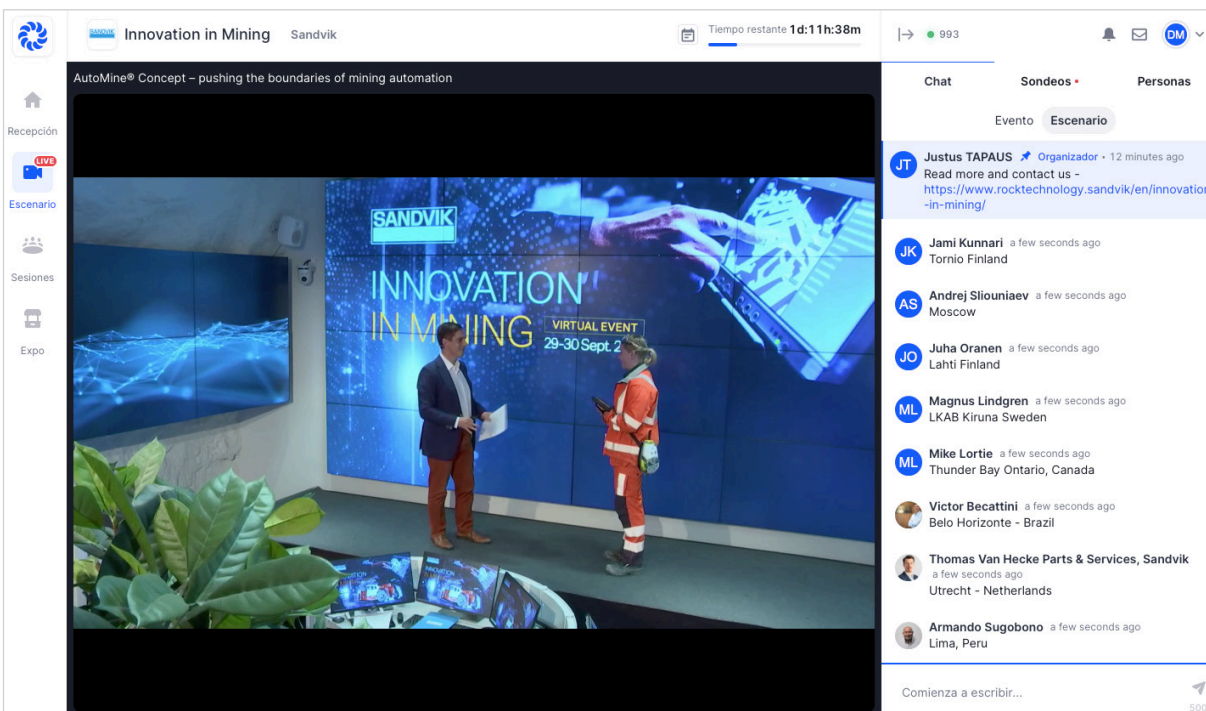 SANDVIK
Innovation in Mining Sandvik
Tiempo restante 1d:11h:38m
993
DM
AutoMine® Concept – pushing the boundaries of mining automation
Recepción
LIVE
Escenario
Sesiones
Expo
SANDVIK
INNOVATION
IN MINING
VIRTUAL EVENT
29-30 Sept. 2
INNOVATION
Chat Sondeos Personas
Evento Escenario
JT
Justus TAPAUS Organizador • 12 minutes ago
Read more and contact us -
https://www.rocktechnology.sandvik/en/innovation
-in-mining/
JK
Jami Kunnari a few seconds ago
Tornio Finland
AS
Andrej Sliouniaev a few seconds ago
Moscow
JO
Juha Oranen a few seconds ago
Lahti Finland
ML
Magnus Lindgren a few seconds ago
LKAB Kiruna Sweden
ML
Mike Lortie a few seconds ago
Thunder Bay Ontario, Canada
Victor Becattini a few seconds ago
Belo Horizonte - Brazil
Thomas Van Hecke Parts & Services, Sandvik
a few seconds ago
Utrecht - Netherlands
Armando Sugobono a few seconds ago
Lima, Peru
Comienza a escribir...
500